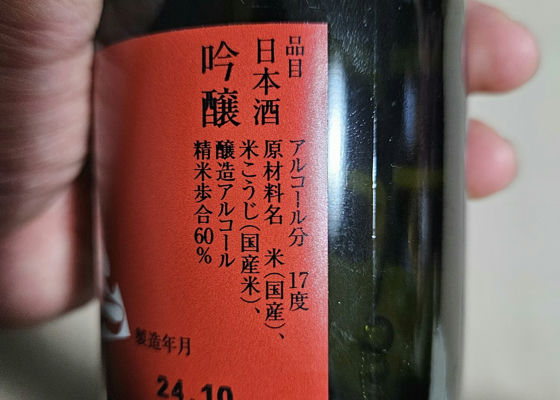 品目
日本酒
吟醸
アルコール分 17度
原材料名 米(国産)、
米こうじ(国産米)、
醸造アルコール
精米歩合60%
製造年月
24.10